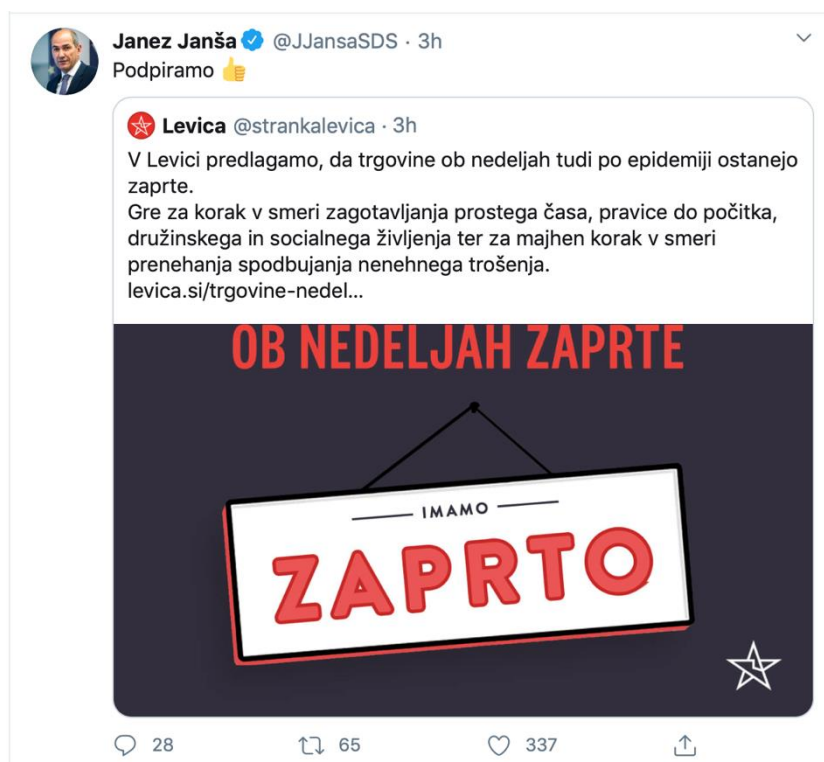 Janez Janša @JJansaSDS · 3h
Podpiramo 👍
Levica @strankalevica · 3h
V Levici predlagamo, da trgovine ob nedeljah tudi po epidemiji ostanejo
zaprte.
Gre za korak v smeri zagotavljanja prostega časa, pravice do počitka,
družinskega in socialnega življenja ter za majhen korak v smeri
prenehanja spodbujanja nenehnega trošenja.
levica.si/trgovine-nedel...
OB NEDELJAH ZAPRTE
IMAMO
ZAPRTO
28 65 337